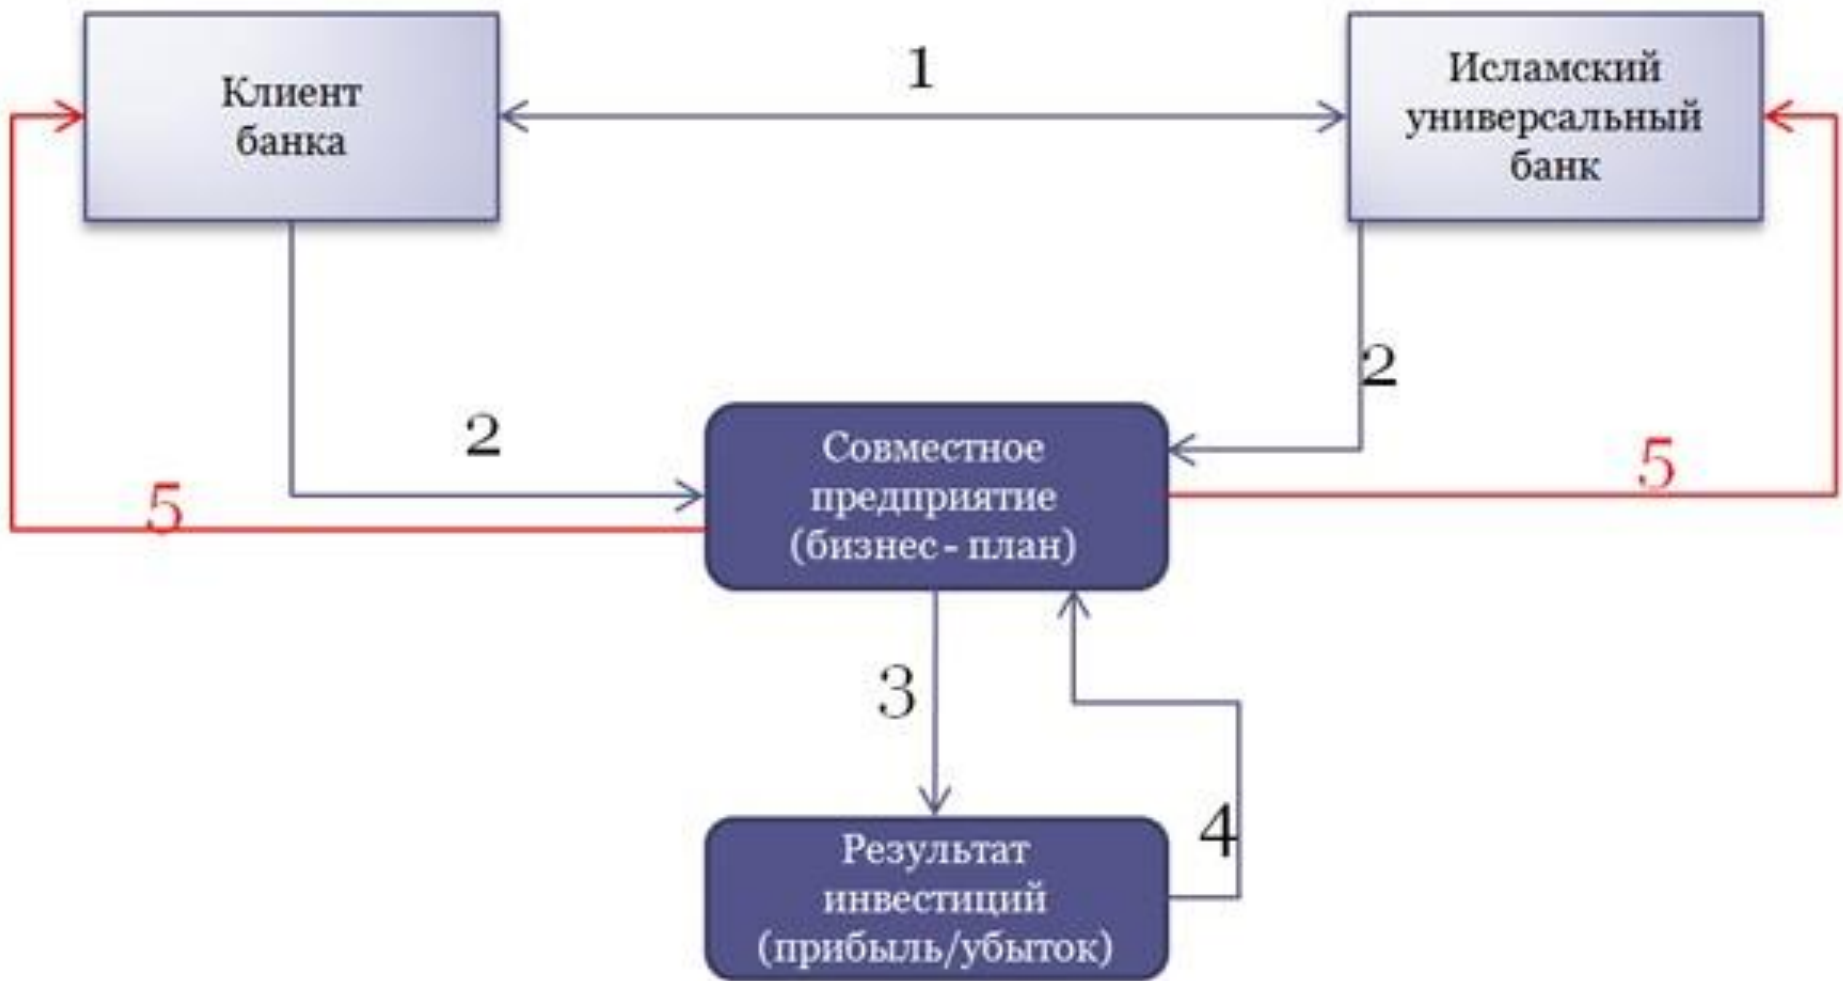 Клиент
банка
1
Исламский
универсальный
банк
2
2
Совместное
предприятие
(бизнес - план)
5
5
3
4
Результат
инвестиций
(прибыль/убыток)